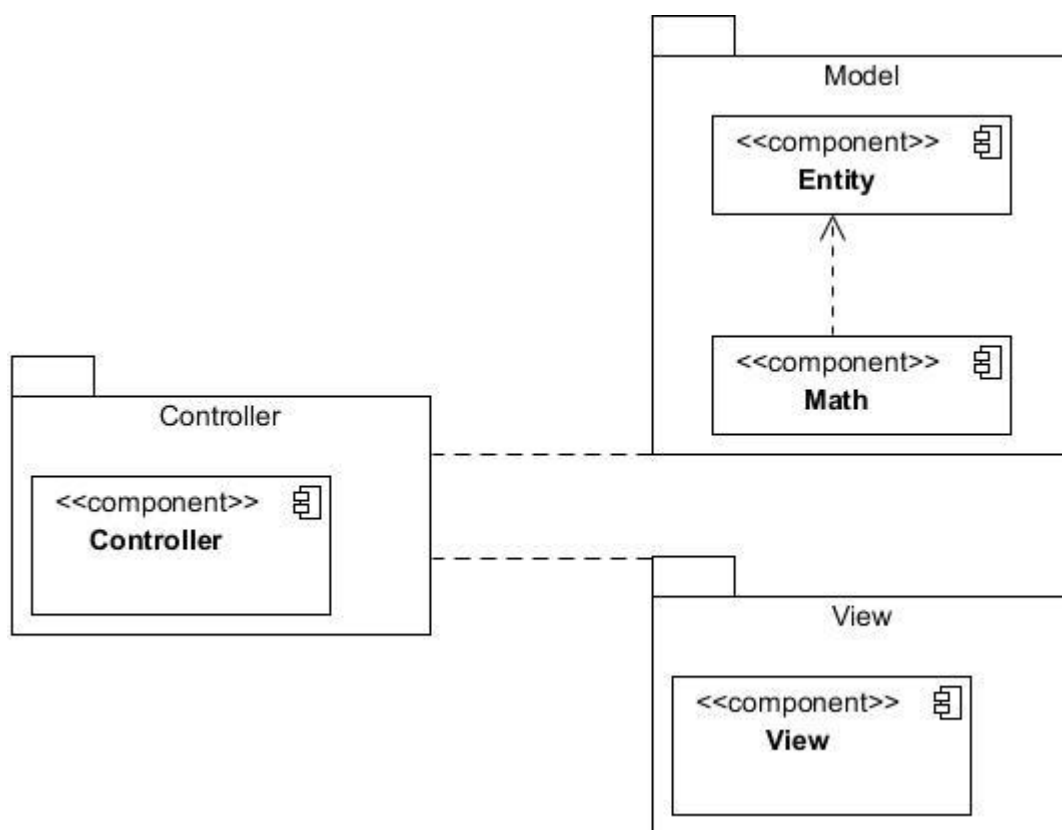 Model
<<component>>
Entity
<<component>>
Math
Controller
<<component>>
Controller
View
<<component>>
View